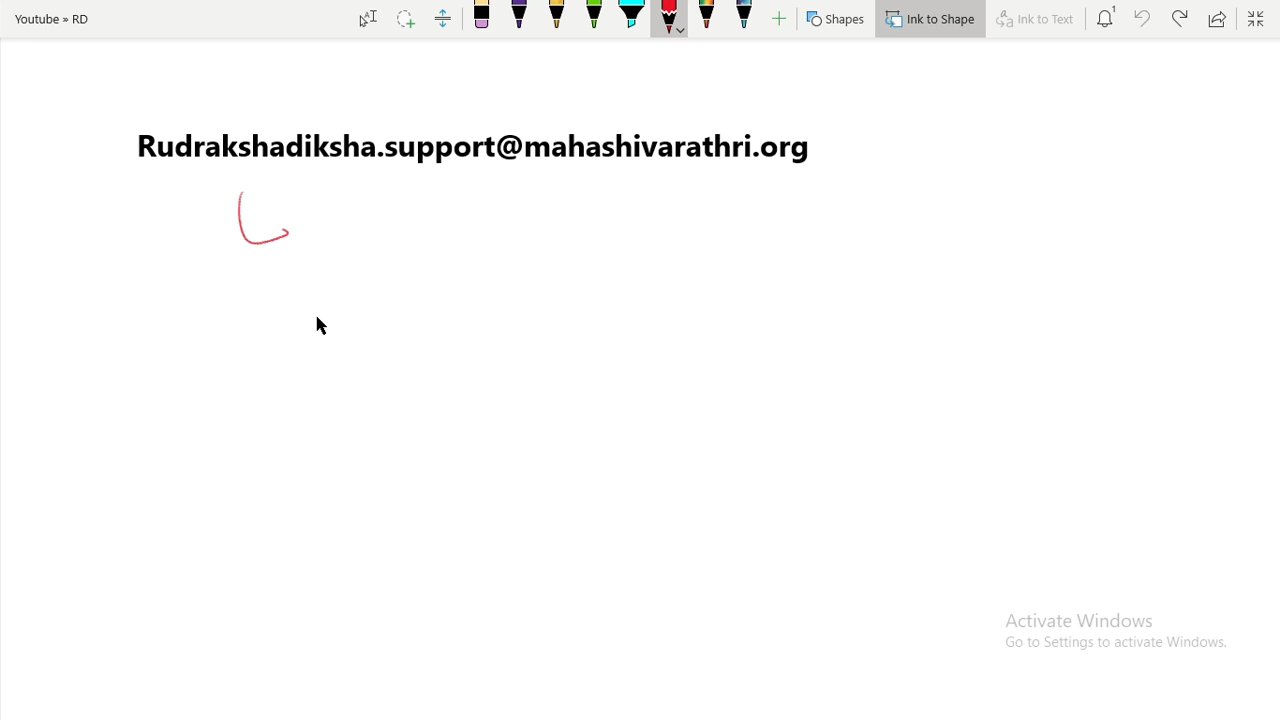 Youtube » RD
Shapes
Ink to Shape
Ink to Text
1
Rudrakshadiksha.support@mahashivarathri.org
Activate Windows
Go to Settings to activate Windows.